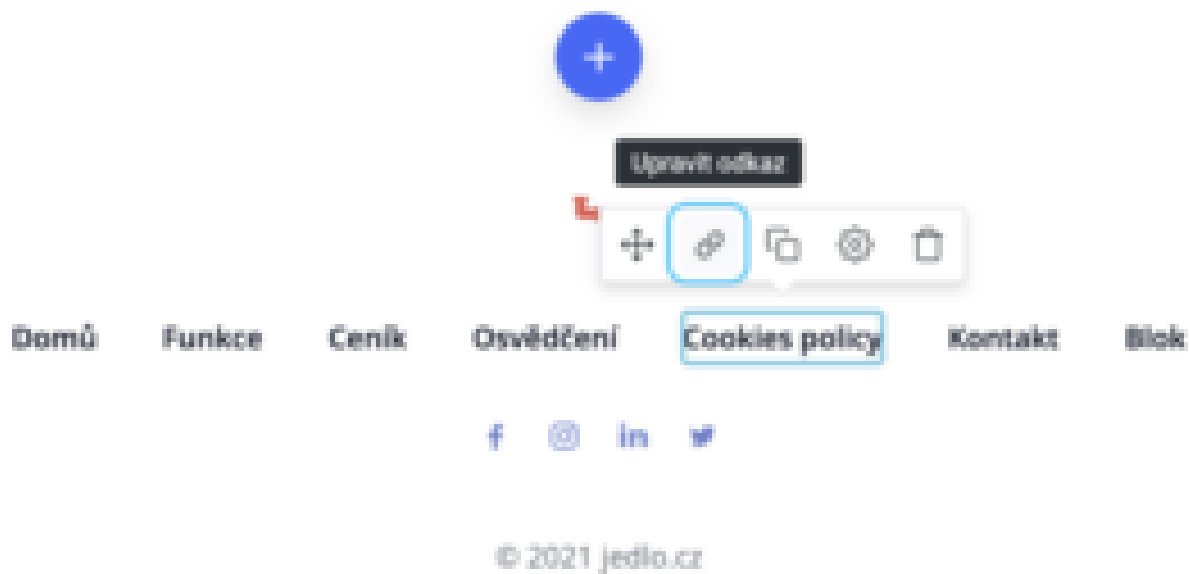 Upravit odkaz
Domů Funkce Ceník Osvědčení Cookies policy Kontakt Blok
© 2021 jedlo.cz